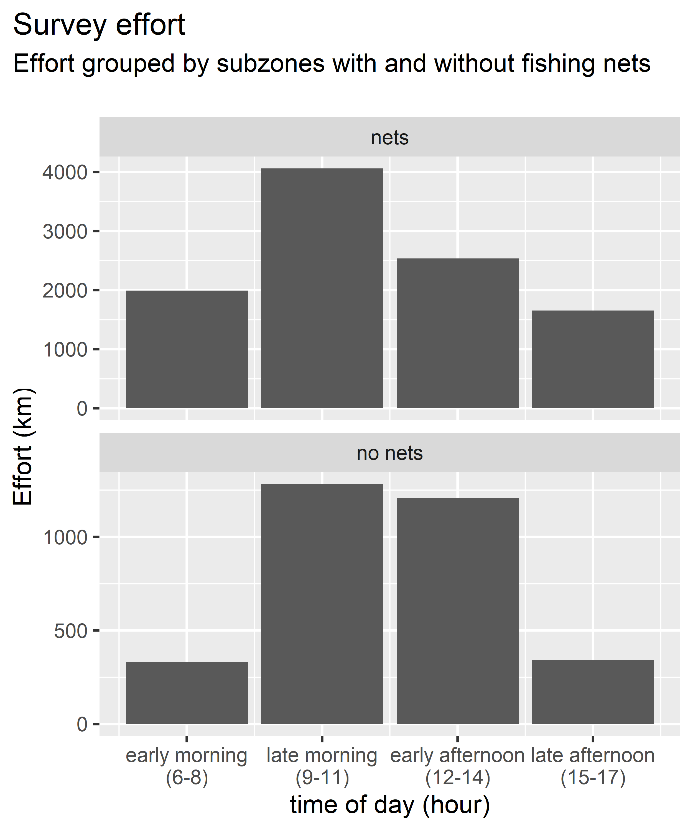 Survey effort
Effort grouped by subzones with and without fishing nets
nets
4000
3000
2000
1000
0
Effort (km)
no nets
1000
500
0
early morning late morning early afternoon late afternoon
(6-8) (9-11) (12-14) (15-17)
time of day (hour)